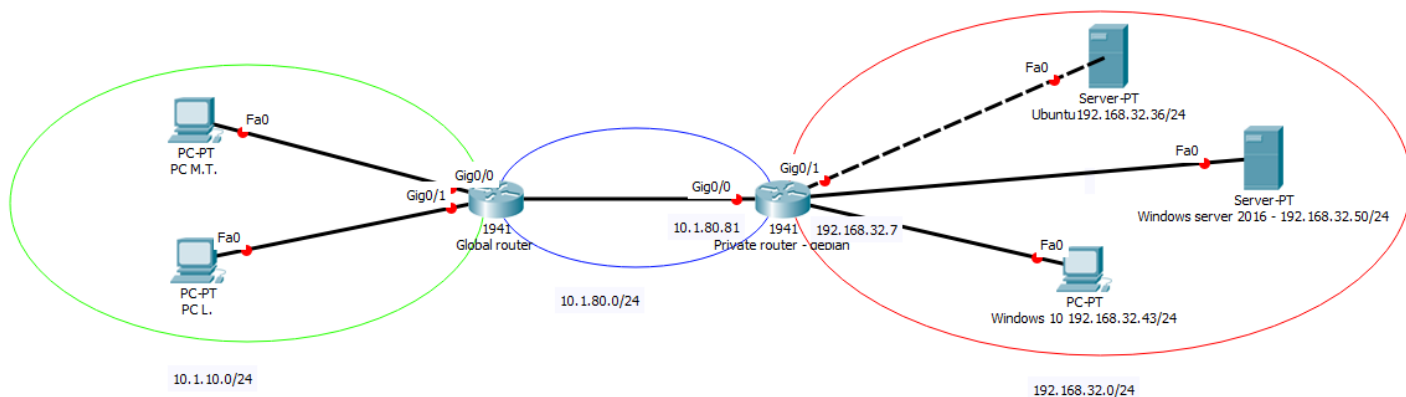 Fa0
PC-PT
PC M.T.
Gig0/0
Gig0/1
Fa0
PC-PT
PC L.
1941
Global router
10.1.10.0/24
10.1.80.0/24
Gig0/0
Gig0/1
10.1.80.81
1941
192.168.32.7
Private router - debian
Fa0
Server-PT
Ubuntu192.168.32.36/24
Fa0
Server-PT
Windows server 2016 - 192.168.32.50/24
Fa0
PC-PT
Windows 10 192.168.32.43/24
192.168.32.0/24